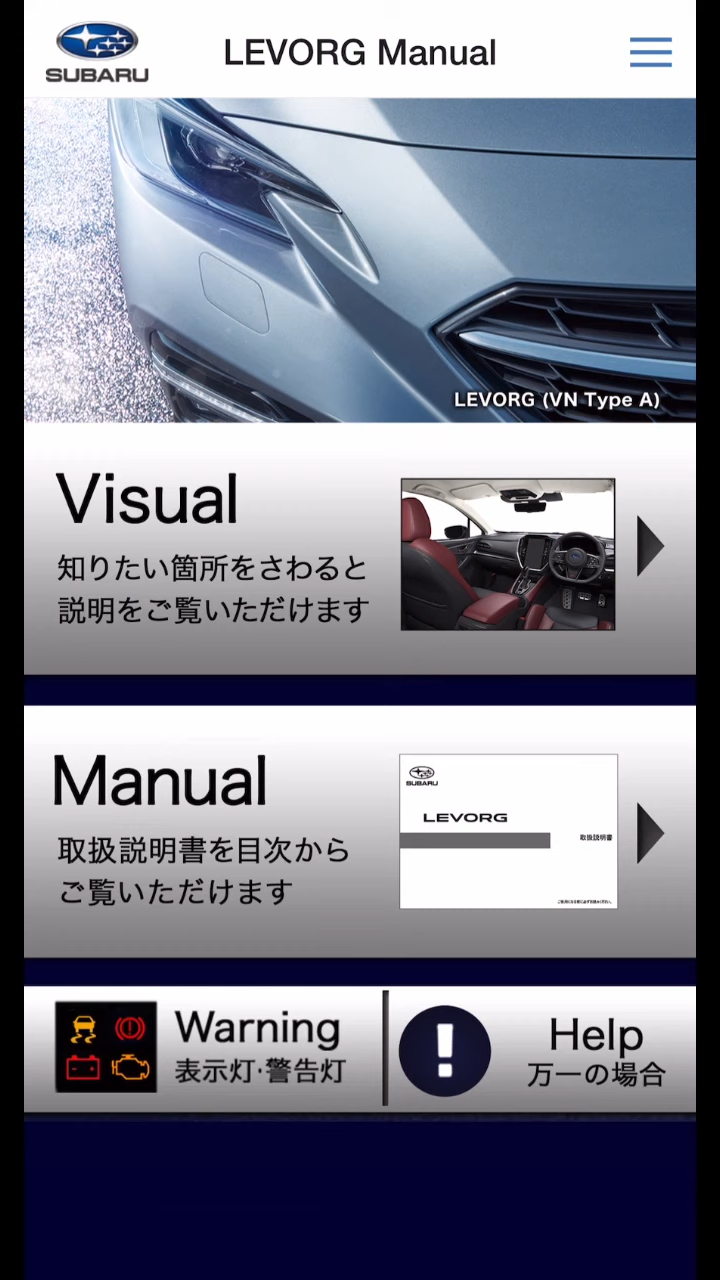 SUBARU
LEVORG Manual
LEVORG (VN Type A)
Visual
知りたい箇所をさわると
説明をご覧いただけます
Manual
取扱説明書を目次から
ご覧いただけます
SUBARU
LEVORG
取扱説明書
Warning
表示灯･警告灯
Help
万一の場合